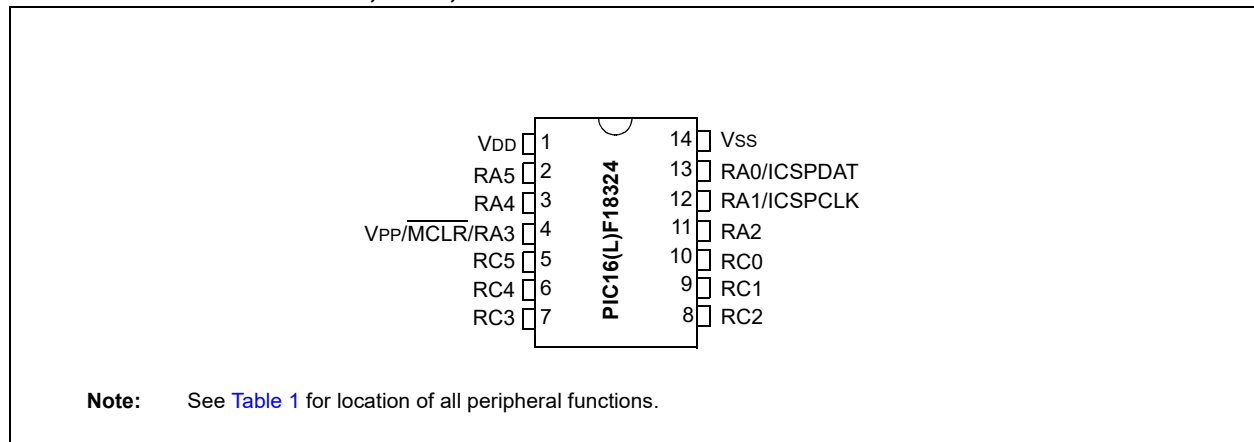 VDD 1 14 VSS
RA5 2 13 RA0/ICSPDAT
RA4 3 12 RA1/ICSPCLK
VPP/MCLR/RA3 4 11 RA2
RC5 5 10 RC0
RC4 6 9 RC1
RC3 7 8 RC2
PIC16(L)F18324
Note: See Table 1 for location of all peripheral functions.